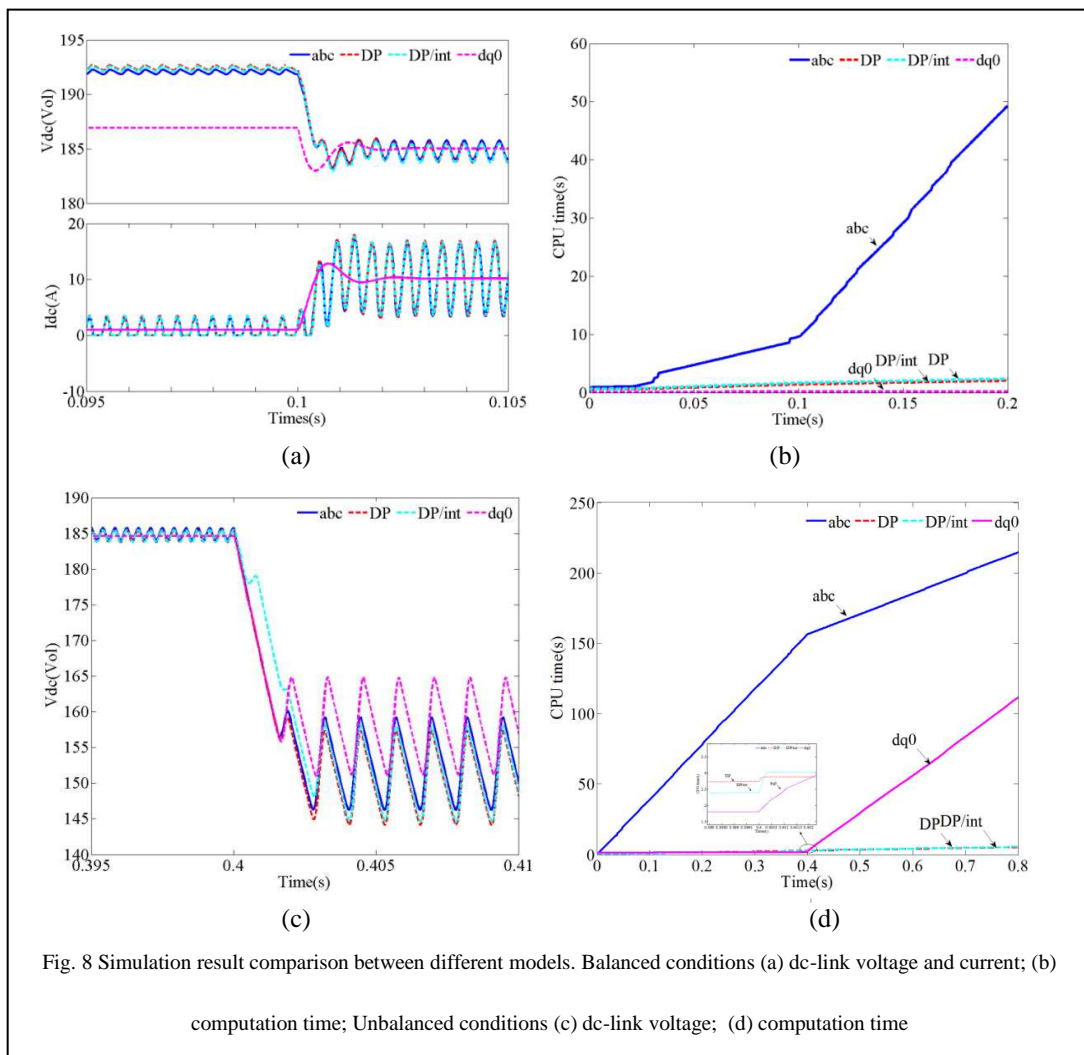 195
abc DP DP/int dq0
190
Vdc(Vol)
185
180
20
10
Idc(A)
0
-10
0.095 0.1 0.105
Times(s)
(a)
60
abc DP DP/int dq0
50
40
CPU time(s)
30
abc
20
10
dq0 DP/int DP
0
0 0.05 0.1 0.15 0.2
Time(s)
(b)
190
abc DP DP/int dq0
185
180
175
170
Vdc(Vol)
165
160
155
150
145
140
0.395 0.4 0.405 0.41
Time(s)
(c)
250
abc DP DP/int dq0
200
abc
150
CPU time(s)
100
dq0
50
DP DP/int
0
0 0.1 0.2 0.3 0.4 0.5 0.6 0.7 0.8
Time(s)
(d)
Fig. 8 Simulation result comparison between different models. Balanced conditions (a) dc-link voltage and current; (b)
computation time; Unbalanced conditions (c) dc-link voltage; (d) computation time